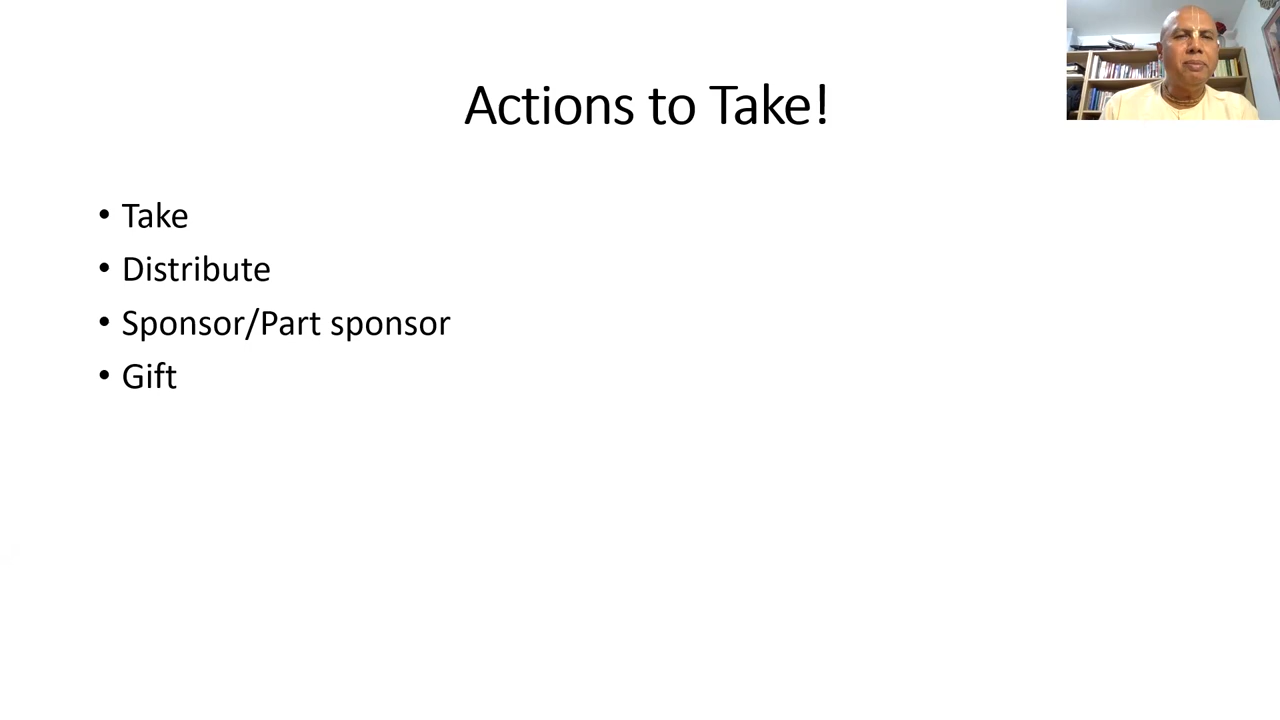 Actions to Take!
• Take
• Distribute
• Sponsor/Part sponsor
• Gift